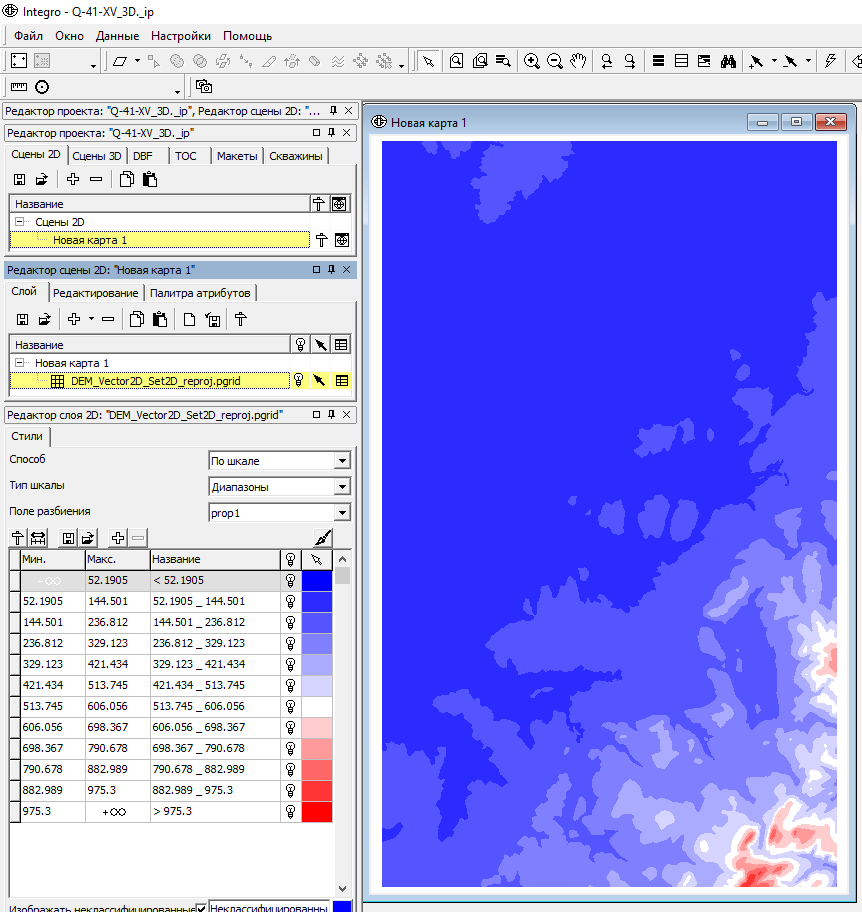 Integro - Q-41-XV_3D._ip
Файл Окно Данные Настройки Помощь
Редактор проекта: "Q-41-XV_3D._ip", Редактор сцены 2D: "...
Редактор проекта: "Q-41-XV_3D._ip"
Сцены 2D Сцены 3D DBF TOC Макеты Скважины
Название
Сцены 2D
Новая карта 1
Редактор сцены 2D: "Новая карта 1"
Слой Редактирование Палитра атрибутов
Название
Новая карта 1
DEM_Vector2D_Set2D_reproj.pgrid
Редактор слоя 2D: "DEM_Vector2D_Set2D_reproj.pgrid"
Стили
Способ По шкале
Тип шкалы Диапазоны
Поле разбиения prop1
Мин. Макс. Название
-∞ 52.1905 < 52.1905
52.1905 144.501 52.1905 _ 144.501
144.501 236.812 144.501 _ 236.812
236.812 329.123 236.812 _ 329.123
329.123 421.434 329.123 _ 421.434
421.434 513.745 421.434 _ 513.745
513.745 606.056 513.745 _ 606.056
606.056 698.367 606.056 _ 698.367
698.367 790.678 698.367 _ 790.678
790.678 882.989 790.678 _ 882.989
882.989 975.3 882.989 _ 975.3
975.3 +∞ > 975.3
Изображать неклассифицированные Неклассифицированны
Новая карта 1